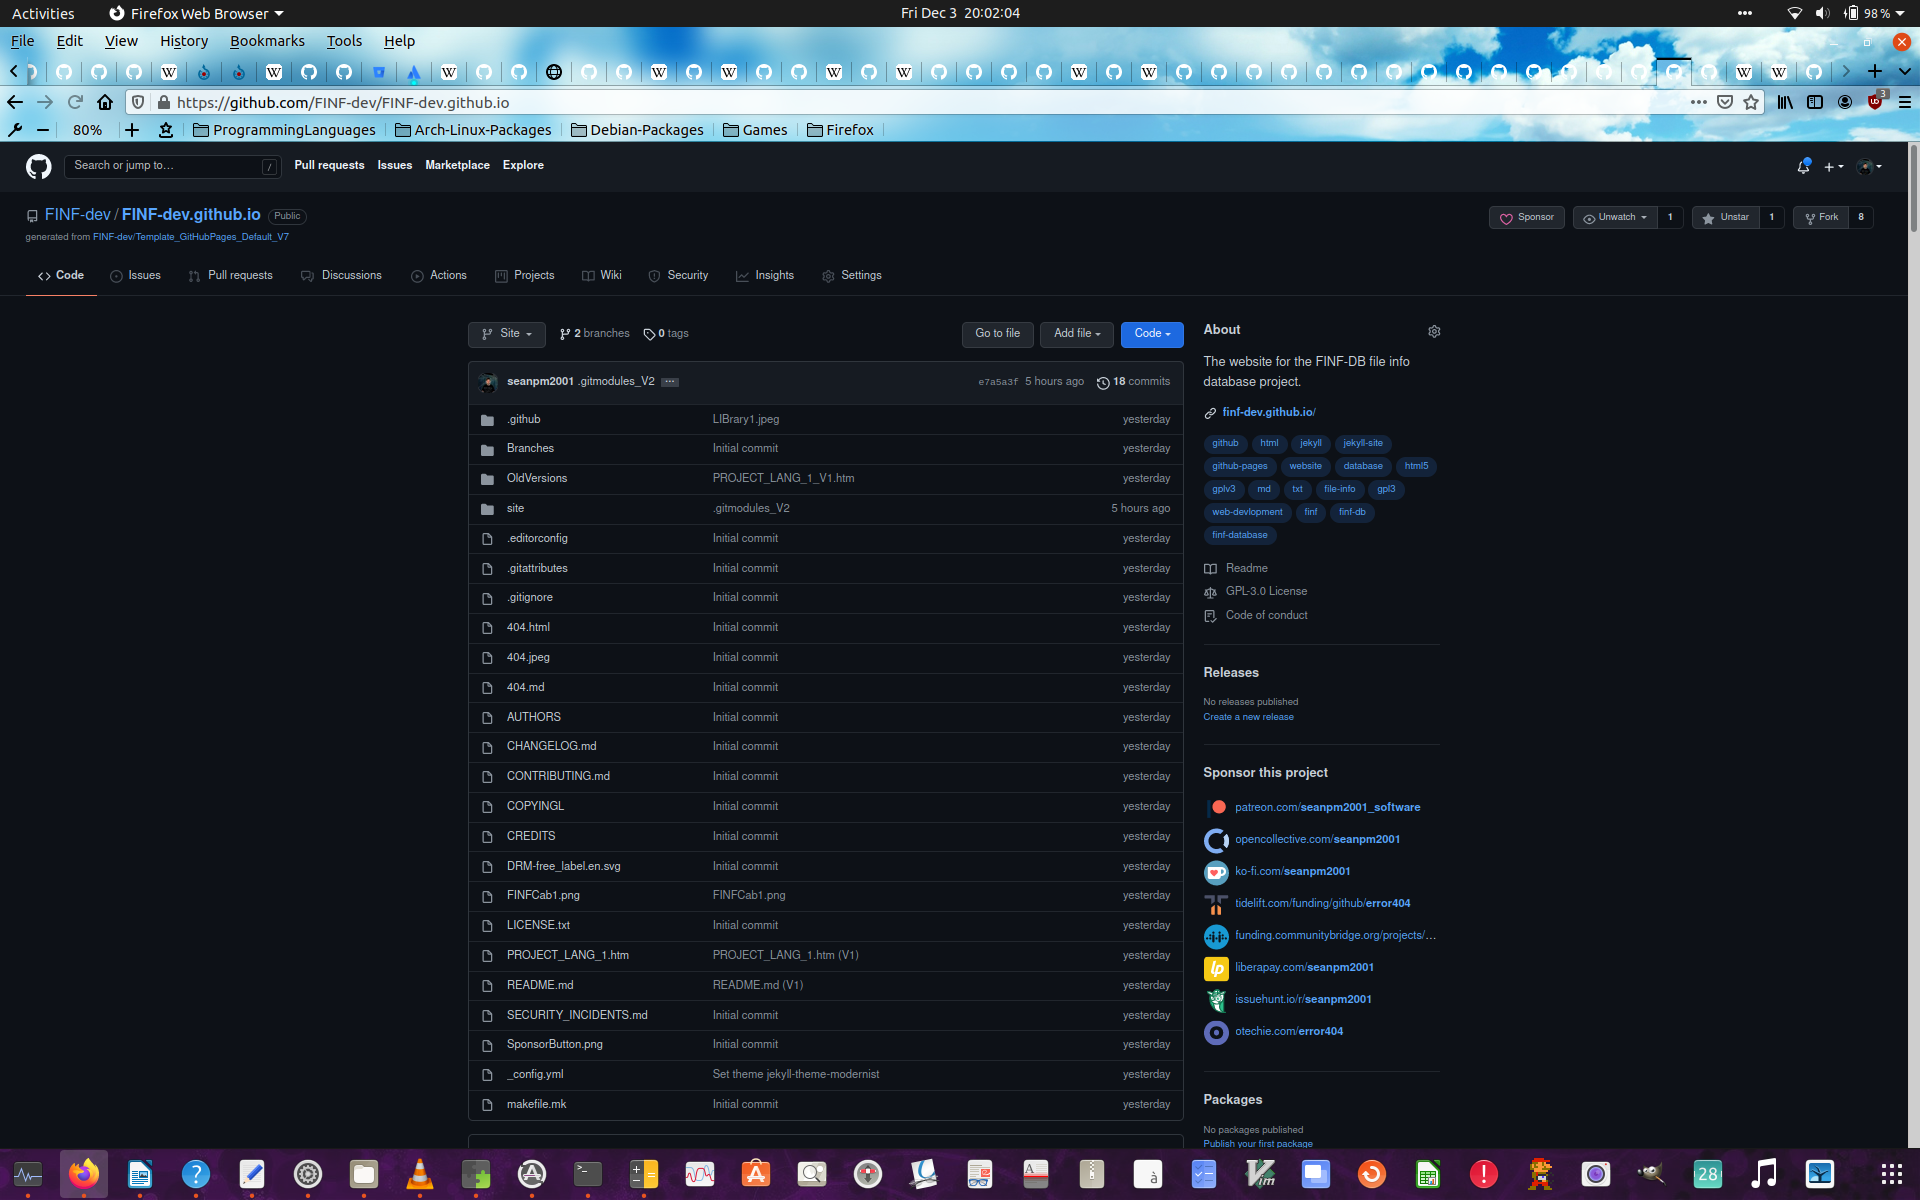 Activities
Firefox Web Browser
Fri Dec 3 20:02:04
98 %
File Edit View History Bookmarks Tools Help
https://github.com/FINF-dev/FINF-dev.github.io
3
80%
ProgrammingLanguages
Arch-Linux-Packages
Debian-Packages
Games
Firefox
Search or jump to…
/
Pull requests Issues Marketplace Explore
FINF-dev / FINF-dev.github.io Public
generated from FINF-dev/Template_GitHubPages_Default_V7
Sponsor
Unwatch 1
Unstar 1
Fork 8
Code
Issues
Pull requests
Discussions
Actions
Projects
Wiki
Security
Insights
Settings
Site
2 branches
0 tags
Go to file
Add file
Code
seanpm2001 .gitmodules_V2 ...
e7a5a3f 5 hours ago
18 commits
.github LIBrary1.jpeg yesterday
Branches Initial commit yesterday
OldVersions PROJECT_LANG_1_V1.htm yesterday
site .gitmodules_V2 5 hours ago
.editorconfig Initial commit yesterday
.gitattributes Initial commit yesterday
.gitignore Initial commit yesterday
404.html Initial commit yesterday
404.jpeg Initial commit yesterday
404.md Initial commit yesterday
AUTHORS Initial commit yesterday
CHANGELOG.md Initial commit yesterday
CONTRIBUTING.md Initial commit yesterday
COPYINGL Initial commit yesterday
CREDITS Initial commit yesterday
DRM-free_label.en.svg Initial commit yesterday
FINFCab1.png FINFCab1.png yesterday
LICENSE.txt Initial commit yesterday
PROJECT_LANG_1.htm PROJECT_LANG_1.htm (V1) yesterday
README.md README.md (V1) yesterday
SECURITY_INCIDENTS.md Initial commit yesterday
SponsorButton.png Initial commit yesterday
_config.yml Set theme jekyll-theme-modernist yesterday
makefile.mk Initial commit yesterday
About
The website for the FINF-DB file info
database project.
finf-dev.github.io/
github html jekyll jekyll-site
github-pages website database html5
gplv3 md txt file-info gpl3
web-devlopment finf finf-db
finf-database
Readme
GPL-3.0 License
Code of conduct
Releases
No releases published
Create a new release
Sponsor this project
patreon.com/seanpm2001_software
opencollective.com/seanpm2001
ko-fi.com/seanpm2001
tidelift.com/funding/github/error404
funding.communitybridge.org/projects/…
liberapay.com/seanpm2001
issuehunt.io/r/seanpm2001
otechie.com/error404
Packages
No packages published
Publish your first package
28